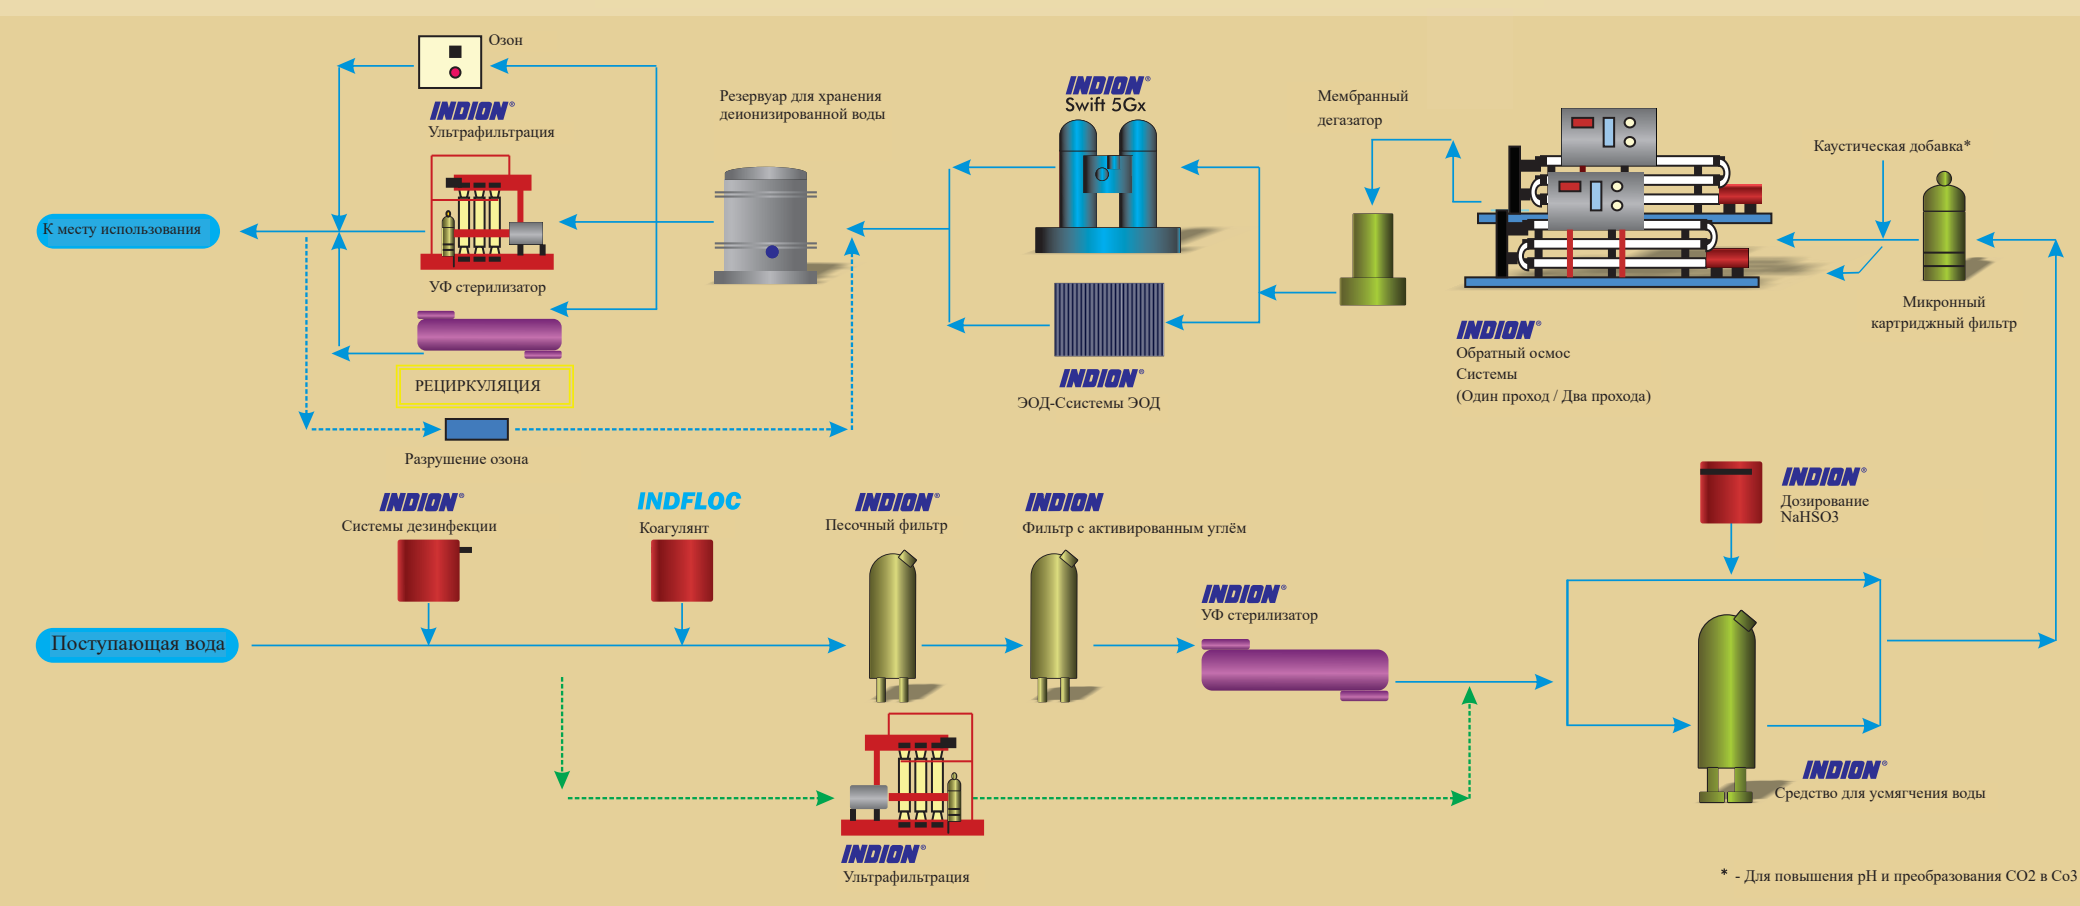 Озон
INDION®
Ультрафильтрация
К месту использования
УФ стерилизатор
РЕЦИРКУЛЯЦИЯ
Разрушение озона
Резервуар для хранения
деионизированной воды
INDION®
Swift 5Gx
INDION®
ЭОД-Ссистемы ЭОД
Мембранный
дегазатор
INDION®
Обратный осмос
Системы
(Один проход / Два прохода)
Каустическая добавка*
Микронный
картриджный фильтр
INDION®
Системы дезинфекции
INDFLOC
Коагулянт
INDION®
Песочный фильтр
INDION
Фильтр с активированным углём
INDION®
УФ стерилизатор
INDION®
Дозирование
NaHSO3
Поступающая вода
INDION®
Средство для усмягчения воды
INDION®
Ультрафильтрация
* - Для повышения pH и преобразования CO2 в Co3